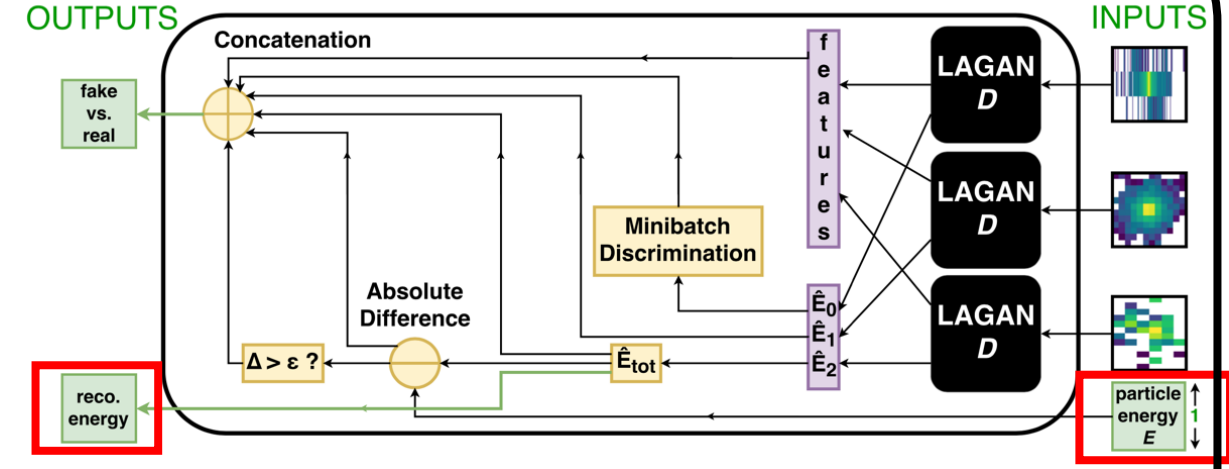 OUTPUTS
INPUTS
Concatenation
fake
vs.
real
f
e
a
t
u
r
e
s
LAGAN
D
LAGAN
D
LAGAN
D
Minibatch
Discrimination
Absolute
Difference
Ê0
Ê1
Ê2
Êtot
Δ > ε ?
reco.
energy
particle
energy
E
1